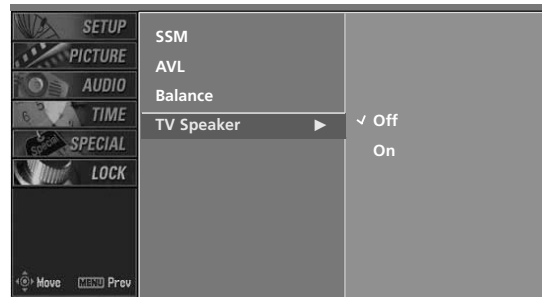 SETUP
PICTURE
AUDIO
TIME
SPECIAL
LOCK
Move MENU Prev
SSM
AVL
Balance
TV Speaker ▶
✓ Off
On